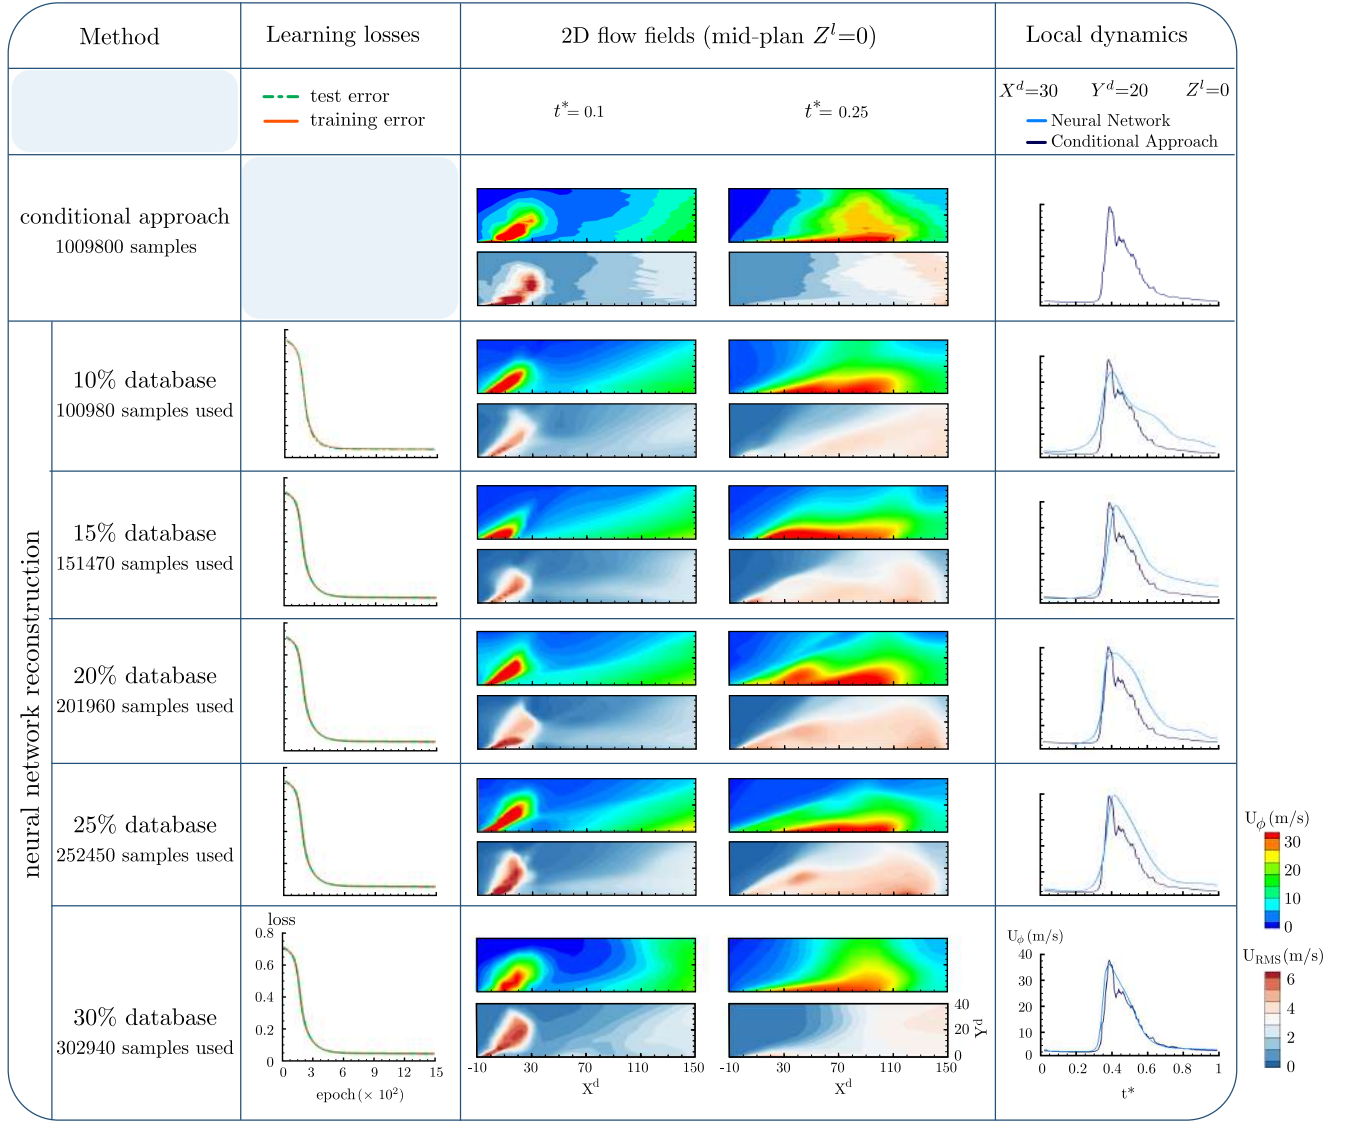 Method
Learning losses
2D flow fields (mid-plan Z^l=0)
Local dynamics
test error
training error
t*= 0.1
t*= 0.25
X^d=30 Y^d=20 Z^l=0
Neural Network
Conditional Approach
conditional approach
1009800 samples
neural network reconstruction
10% database
100980 samples used
0 3 6 9 12 15
15% database
151470 samples used
20% database
201960 samples used
25% database
252450 samples used
30% database
302940 samples used
loss
0.8
0.6
0.4
0.2
0
0 3 6 9 12 15
epoch (× 10²)
-10 30 70 110 150
X^d
-10 30 70 110 150
X^d
40
20
0
Y^d
U_ϕ (m/s)
40
30
20
10
0
0 0.2 0.4 0.6 0.8 1
t*
U_ϕ (m/s)
30
20
10
0
U_RMS (m/s)
6
4
2
0